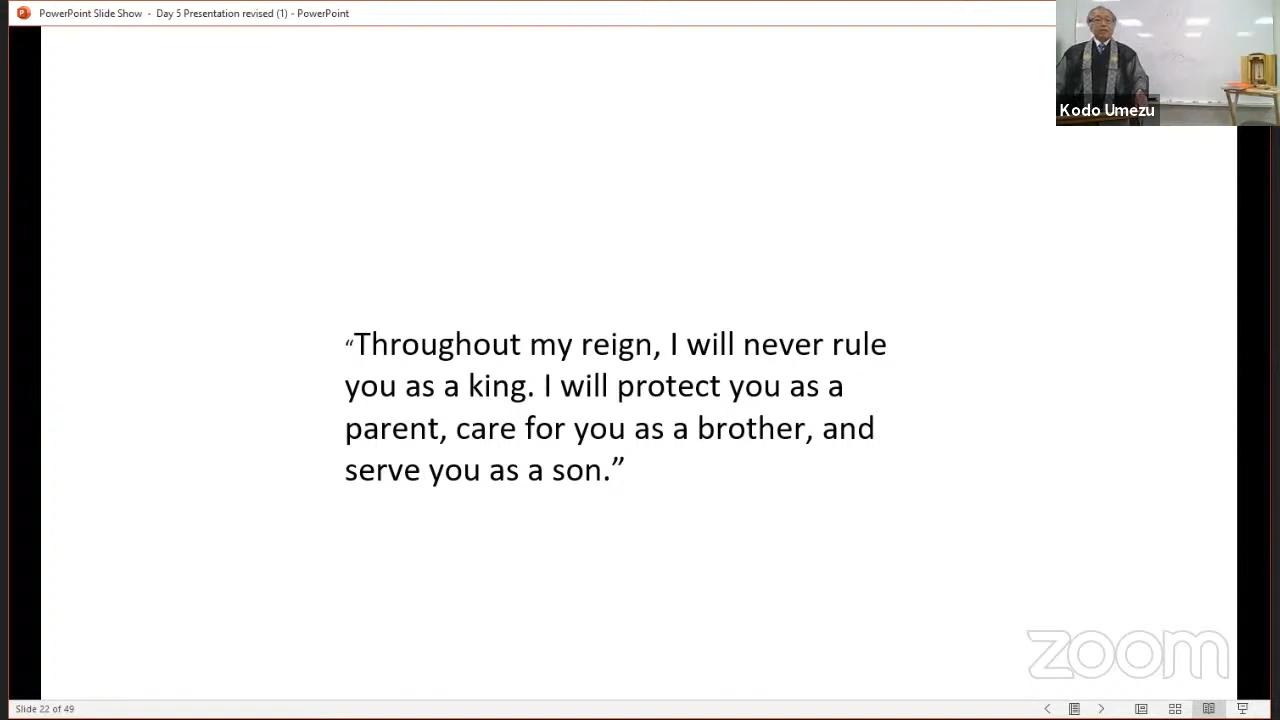 PowerPoint Slide Show - Day 5 Presentation revised (1) - PowerPoint
Kodo Umezu
“Throughout my reign, I will never rule
you as a king. I will protect you as a
parent, care for you as a brother, and
serve you as a son.”
zoom
Slide 22 of 49